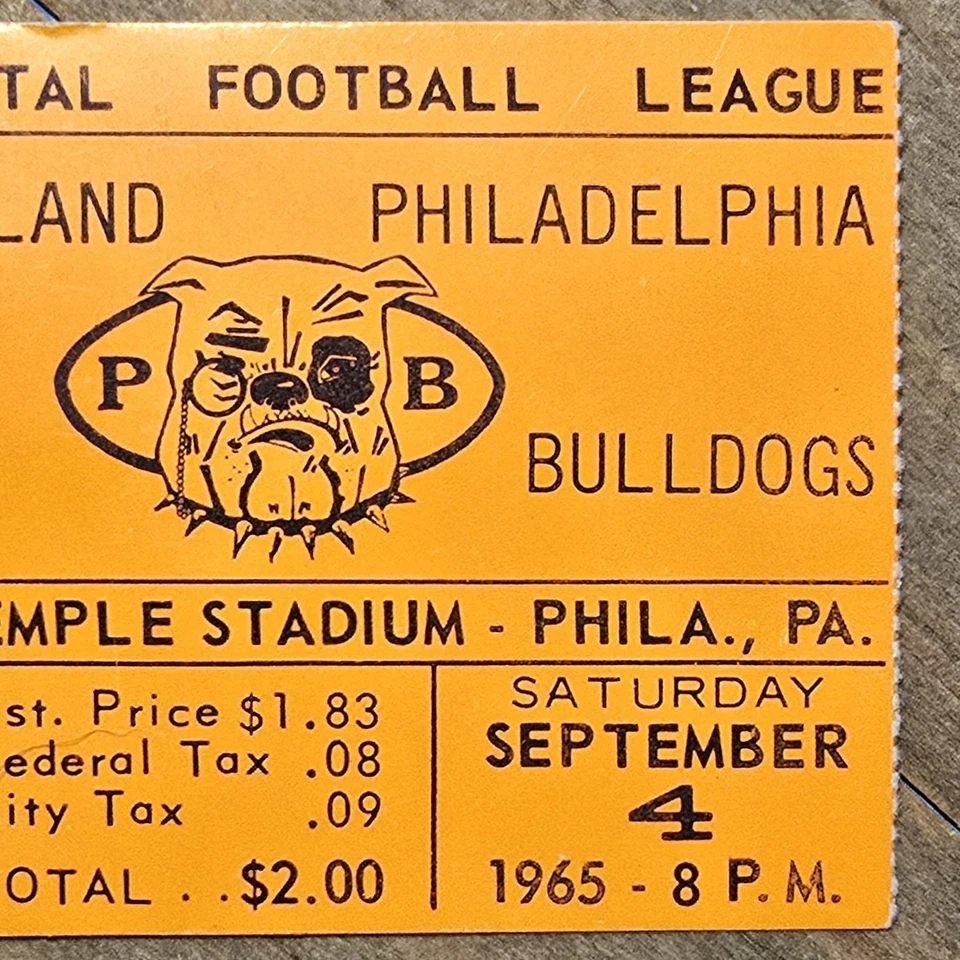 TAL FOOTBALL LEAGUE
LAND PHILADELPHIA
P B
BULLDOGS
EMPLE STADIUM - PHILA., PA.
st. Price $1.83
ederal Tax .08
ity Tax .09
OTAL . . $2.00
SATURDAY
SEPTEMBER
4
1965 - 8 P. M.